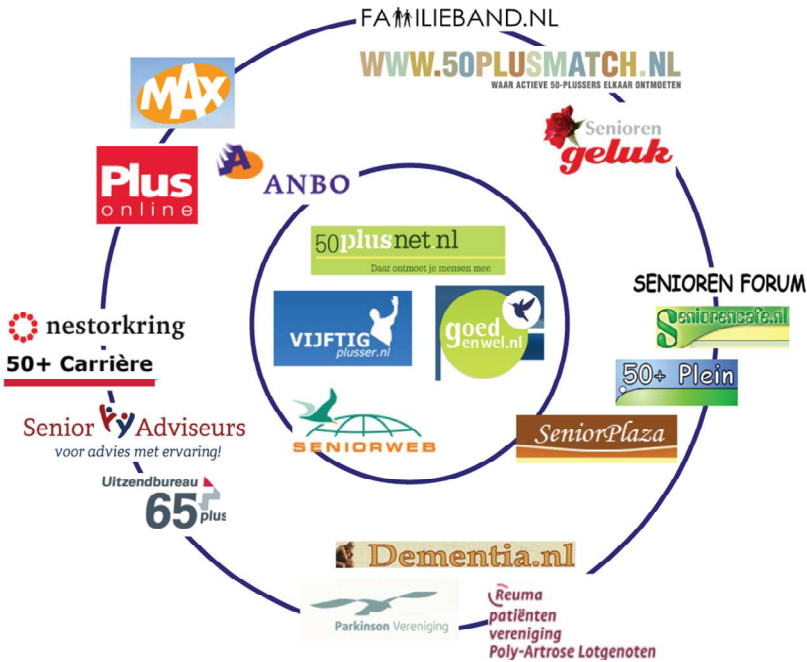 FAMILIEBAND.NL
WWW.50PLUSMATCH.NL
WAAR ACTIEVE 50-PLUSSERS ELKAAR ONTMOETEN
MAX
Senioren
geluk
Plus
online
ANBO
50plusnet nl
Daar ontmoet je mensen mee
SENIOREN FORUM
Seniorencafe.nl
VIJFTIG
plusser.nl
goed
enwel.nl
nestorkring
50+ Carrière
50+ Plein
Senior Adviseurs
voor advies met ervaring!
SENIORWEB
SeniorPlaza
Uitzendbureau
65plus
Dementia.nl
Parkinson Vereniging
Reuma
patiënten
vereniging
Poly-Artrose Lotgenoten